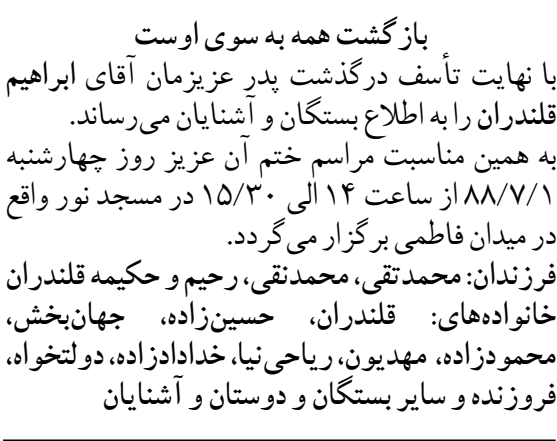 بازگشت همه به سوی اوست
با نهایت تأسف درگذشت پدر عزیزمان آقای ابراهیم
قلندران را به اطلاع بستگان و آشنایان می‌رساند.
به همین مناسبت مراسم ختم آن عزیز روز چهارشنبه
۸۸/۷/۱ از ساعت ۱۴ الی ۱۵/۳۰ در مسجد نور واقع
در میدان فاطمی برگزار می‌گردد.
فرزندان: محمدتقی، محمدنقی، رحیم و حکیمه قلندران
خانواده‌های: قلندران، حسین‌زاده، جهان‌بخش،
محمودزاده، مهدیون، ریاحی‌نیا، خدادادزاده، دولتخواه،
فروزنده و سایر بستگان و دوستان و آشنایان